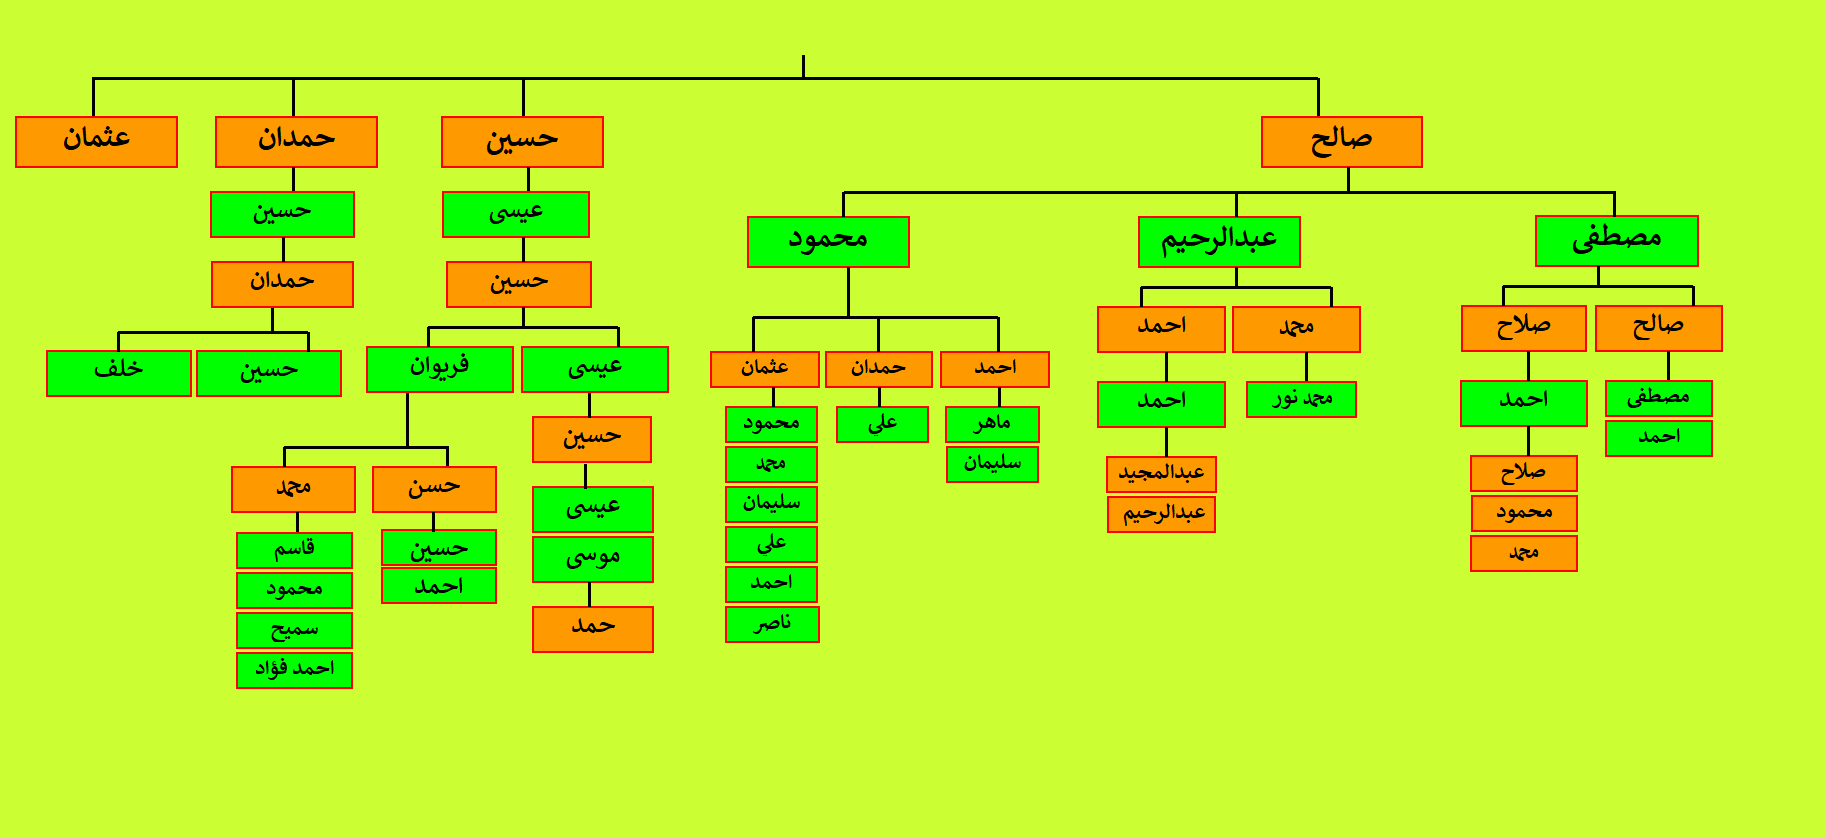 صالح
حسين
حمدان
عثمان
مصطفى
عبدالرحيم
محمود
عيسى
حسين
صالح
صلاح
محمد
احمد
احمد
حمدان
عثمان
حسين
حمدان
عيسى
فريوان
حسين
خلف
مصطفى
احمد
احمد
صلاح
محمود
محمد
محمد نور
احمد
عبدالمجيد
عبدالرحيم
ماهر
سليمان
علي
محمود
محمد
سليمان
علي
احمد
ناصر
حسين
عيسى
موسى
حمد
حسن
حسين
احمد
محمد
قاسم
محمود
سميح
احمد فؤاد